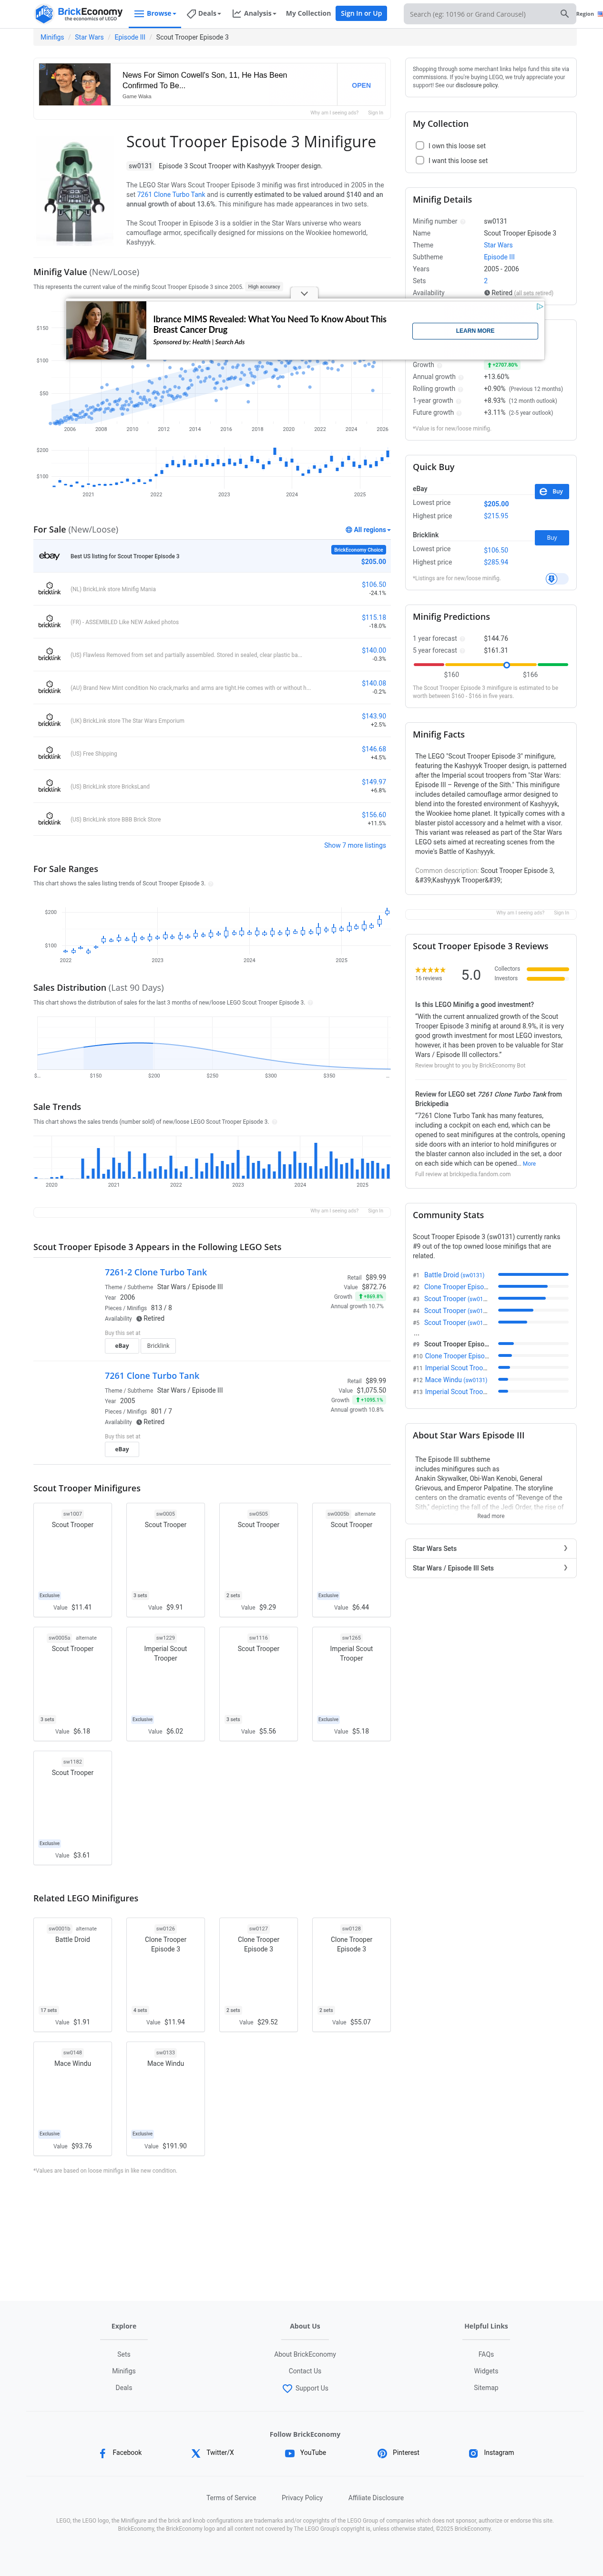 BrickEconomy
the economics of LEGO
Browse
Deals
Analysis
My Collection
Sign In or Up
Search (eg: 10196 or Grand Carousel)
Region
Minifigs / Star Wars / Episode III / Scout Trooper Episode 3
News For Simon Cowell's Son, 11, He Has Been Confirmed To Be...
Game Waka
OPEN
Why am I seeing ads? Sign in
Scout Trooper Episode 3 Minifigure
sw0131 Episode 3 Scout Trooper with Kashyyyk Trooper design.
The LEGO Star Wars Scout Trooper Episode 3 minifig was first introduced in 2005 in the
set 7261 Clone Turbo Tank and is currently estimated to be valued around $140 and an
annual growth of about 13.6%. This minifigure has made appearances in two sets.
The Scout Trooper in Episode 3 is a soldier in the Star Wars universe who wears
camouflage armor, specifically designed for missions on the Wookiee homeworld,
Kashyyyk.
Minifig Value (New/Loose)
This represents the current value of the minifig Scout Trooper Episode 3 since 2005. High accuracy
Ibrance MIMS Revealed: What You Need To Know About This
Breast Cancer Drug
Sponsored by: Health | Search Ads
LEARN MORE
$150
$100
$50
2006 2008 2010 2012 2014 2016 2018 2020 2022 2024 2026
$200
$100
2021 2022 2023 2024 2025
For Sale (New/Loose)
All regions
ebay Best US listing for Scout Trooper Episode 3 BrickEconomy Choice
$205.00
bricklink (NL) BrickLink store Minifig Mania $106.50
-24.1%
bricklink (FR) - ASSEMBLED Like NEW Asked photos $115.18
-18.0%
bricklink (US) Flawless Removed from set and partially assembled. Stored in sealed, clear plastic ba... $140.00
-0.3%
bricklink (AU) Brand New Mint condition No crack,marks and arms are tight He comes with or without h... $140.08
-0.2%
bricklink (UK) BrickLink store The Star Wars Emporium $143.90
+2.5%
bricklink (US) Free Shipping $146.68
+4.5%
bricklink (US) BrickLink store BricksaLand $149.97
+6.8%
bricklink (US) BrickLink store BBB Brick Store $156.60
+11.5%
Show 7 more listings
For Sale Ranges
This chart shows the sales listing trends of Scout Trooper Episode 3.
$200
$100
2022 2023 2024 2025
Sales Distribution (Last 90 Days)
This chart shows the distribution of sales for the last 3 months of new/loose LEGO Scout Trooper Episode 3.
$... $150 $200 $250 $300 $350 ...
Sale Trends
This chart shows the sales trends (number sold) of new/loose LEGO Scout Trooper Episode 3.
2020 2021 2022 2023 2024 2025
Why am I seeing ads? Sign in
Scout Trooper Episode 3 Appears in the Following LEGO Sets
7261-2 Clone Turbo Tank
Theme / Subtheme Star Wars / Episode III
Year 2006
Pieces / Minifigs 813 / 8
Availability Retired
Retail $89.99
Value $872.76
Growth +869.8%
Annual growth 10.7%
Buy this set at
eBay
Bricklink
7261 Clone Turbo Tank
Theme / Subtheme Star Wars / Episode III
Year 2005
Pieces / Minifigs 801 / 7
Availability Retired
Retail $89.99
Value $1,075.50
Growth +1095.1%
Annual growth 10.8%
Buy this set at
eBay
Scout Trooper Minifigures
sw1007
Scout Trooper
Exclusive
Value $11.41
sw0005
Scout Trooper
3 sets
Value $9.91
sw0505
Scout Trooper
2 sets
Value $9.29
sw0005b alternate
Scout Trooper
Exclusive
Value $6.44
sw0005a alternate
Scout Trooper
3 sets
Value $6.18
sw1229
Imperial Scout
Trooper
Exclusive
Value $6.02
sw1116
Scout Trooper
3 sets
Value $5.56
sw1265
Imperial Scout
Trooper
Exclusive
Value $5.18
sw1182
Scout Trooper
Exclusive
Value $3.61
Related LEGO Minifigures
sw0001b alternate
Battle Droid
17 sets
Value $1.91
sw0126
Clone Trooper
Episode 3
4 sets
Value $11.94
sw0127
Clone Trooper
Episode 3
2 sets
Value $29.52
sw0128
Clone Trooper
Episode 3
2 sets
Value $55.07
sw0148
Mace Windu
Exclusive
Value $93.76
sw0133
Mace Windu
Exclusive
Value $191.90
*Values are based on loose minifigs in like new condition.
Shopping through some merchant links helps fund this site via
commissions. If you're buying LEGO, we truly appreciate your
support! See our disclosure policy.
My Collection
I own this loose set
I want this loose set
Minifig Details
Minifig number sw0131
Name Scout Trooper Episode 3
Theme Star Wars
Subtheme Episode III
Years 2005 - 2006
Sets 2
Availability Retired (all sets retired)
Growth +2707.80%
Annual growth +13.60%
Rolling growth +0.90% (Previous 12 months)
1-year growth +8.93% (12 month outlook)
Future growth +3.11% (2-5 year outlook)
*Value is for new/loose minifig.
Quick Buy
eBay Buy
Lowest price $205.00
Highest price $215.95
Bricklink Buy
Lowest price $106.50
Highest price $285.94
*Listings are for new/loose minifig.
Minifig Predictions
1 year forecast $144.76
5 year forecast $161.31
$160 $166
The Scout Trooper Episode 3 minifigure is estimated to be
worth between $160 - $166 in five years.
Minifig Facts
The LEGO "Scout Trooper Episode 3" minifigure,
featuring the Kashyyyk Trooper design, is patterned
after the Imperial scout troopers from "Star Wars:
Episode III – Revenge of the Sith." This minifigure
includes detailed camouflage armor designed to
blend into the forested environment of Kashyyyk,
the Wookiee home planet. It typically comes with a
blaster pistol accessory and a helmet with a visor.
This variant was released as part of the Star Wars
LEGO sets aimed at recreating scenes from the
movie's Battle of Kashyyyk.
Common description: Scout Trooper Episode 3,
&#39;Kashyyyk Trooper&#39;
Why am I seeing ads? Sign in
Scout Trooper Episode 3 Reviews
16 reviews
5.0
Collectors
Investors
Is this LEGO Minifig a good investment?
"With the current annualized growth of the Scout
Trooper Episode 3 minifig at around 8.9%, it is very
good growth investment for most LEGO investors,
however, it has been proven to be valuable for Star
Wars / Episode III collectors."
Review brought to you by BrickEconomy Bot
Review for LEGO set 7261 Clone Turbo Tank from
Brickipedia
"7261 Clone Turbo Tank has many features,
including a cockpit on each end, which can be
opened to seat minifigures at the controls, opening
side doors with an interior to hold minifigures or
the blaster cannon also included in the set, a door
on each side which can be opened... More
Full review at brickipedia.fandom.com
Community Stats
Scout Trooper Episode 3 (sw0131) currently ranks
#9 out of the top owned loose minifigs that are
related.
#1 Battle Droid (sw0131)
#2 Clone Trooper Episo...
#3 Scout Trooper (sw01...
#4 Scout Trooper (sw01...
#5 Scout Trooper (sw01...
...
#9 Scout Trooper Episo...
#10 Clone Trooper Episo...
#11 Imperial Scout Troo...
#12 Mace Windu (sw0131)
#13 Imperial Scout Troo...
About Star Wars Episode III
The Episode III subtheme
includes minifigures such as
Anakin Skywalker, Obi-Wan Kenobi, General
Grievous, and Emperor Palpatine. The storyline
centers on the dramatic events of "Revenge of the
Sith," depicting the fall of the Jedi Order, the rise of
Read more
Star Wars Sets
Star Wars / Episode III Sets
Explore
Sets
Minifigs
Deals
About Us
About BrickEconomy
Contact Us
Support Us
Helpful Links
FAQs
Widgets
Sitemap
Follow BrickEconomy
Facebook
Twitter/X
YouTube
Pinterest
Instagram
Terms of Service
Privacy Policy
Affiliate Disclosure
LEGO, the LEGO logo, the Minifigure and the brick and knob configurations are trademarks and/or copyrights of the LEGO Group of companies which does not sponsor, authorize or endorse this site.
BrickEconomy, the BrickEconomy logo and all content not covered by The LEGO Group's copyright is, unless otherwise stated, ©2025 BrickEconomy.